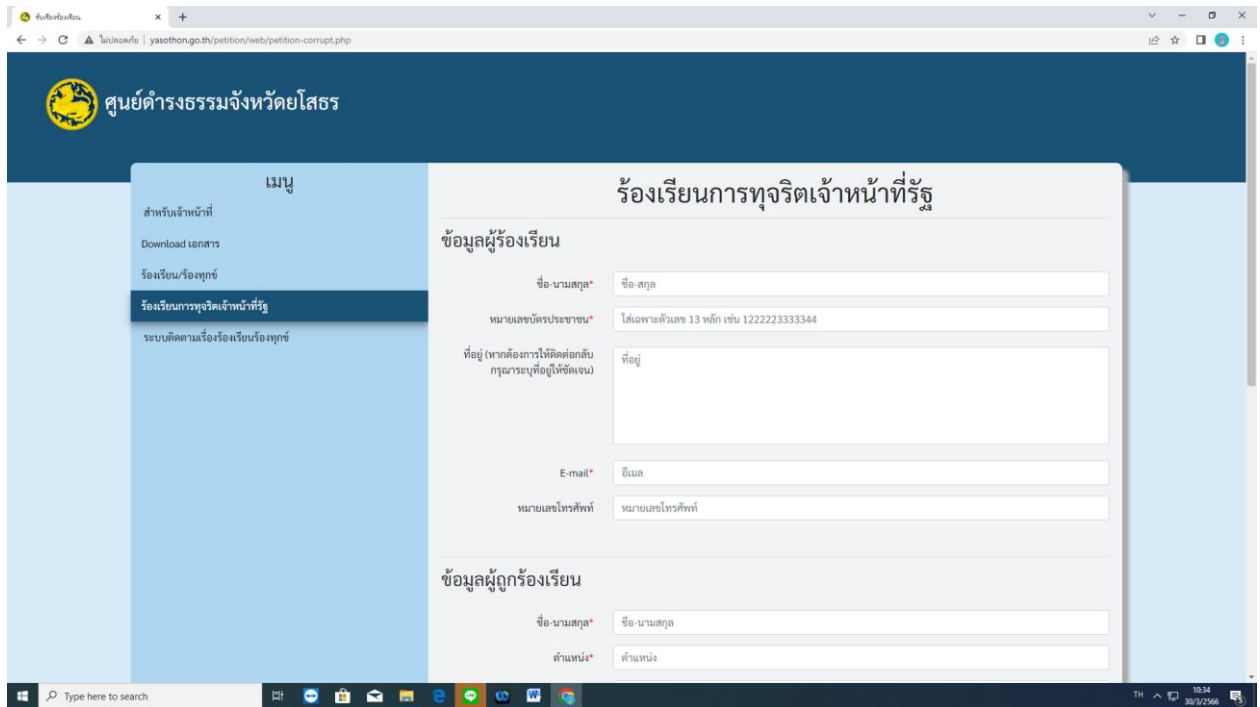 รับเรื่องร้องเรียน
ไม่ปลอดภัย | yasothon.go.th/petition/web/petition-corrupt.php
ศูนย์ดำรงธรรมจังหวัดยโสธร
เมนู
สำหรับเจ้าหน้าที่
Download เอกสาร
ร้องเรียน/ร้องทุกข์
ร้องเรียนการทุจริตเจ้าหน้าที่รัฐ
ระบบติดตามเรื่องร้องเรียนร้องทุกข์
ร้องเรียนการทุจริตเจ้าหน้าที่รัฐ
ข้อมูลผู้ร้องเรียน
ชื่อ-นามสกุล* ชื่อ-สกุล
หมายเลขบัตรประชาชน* ใส่เฉพาะตัวเลข 13 หลัก เช่น 1222223333344
ที่อยู่ (หากต้องการให้ติดต่อกลับ
กรุณาระบุที่อยู่ให้ชัดเจน) ที่อยู่
E-mail* อีเมล
หมายเลขโทรศัพท์ หมายเลขโทรศัพท์
ข้อมูลผู้ถูกร้องเรียน
ชื่อ-นามสกุล* ชื่อ-นามสกุล
ตำแหน่ง* ตำแหน่ง
Type here to search
TH 10:34
30/3/2566